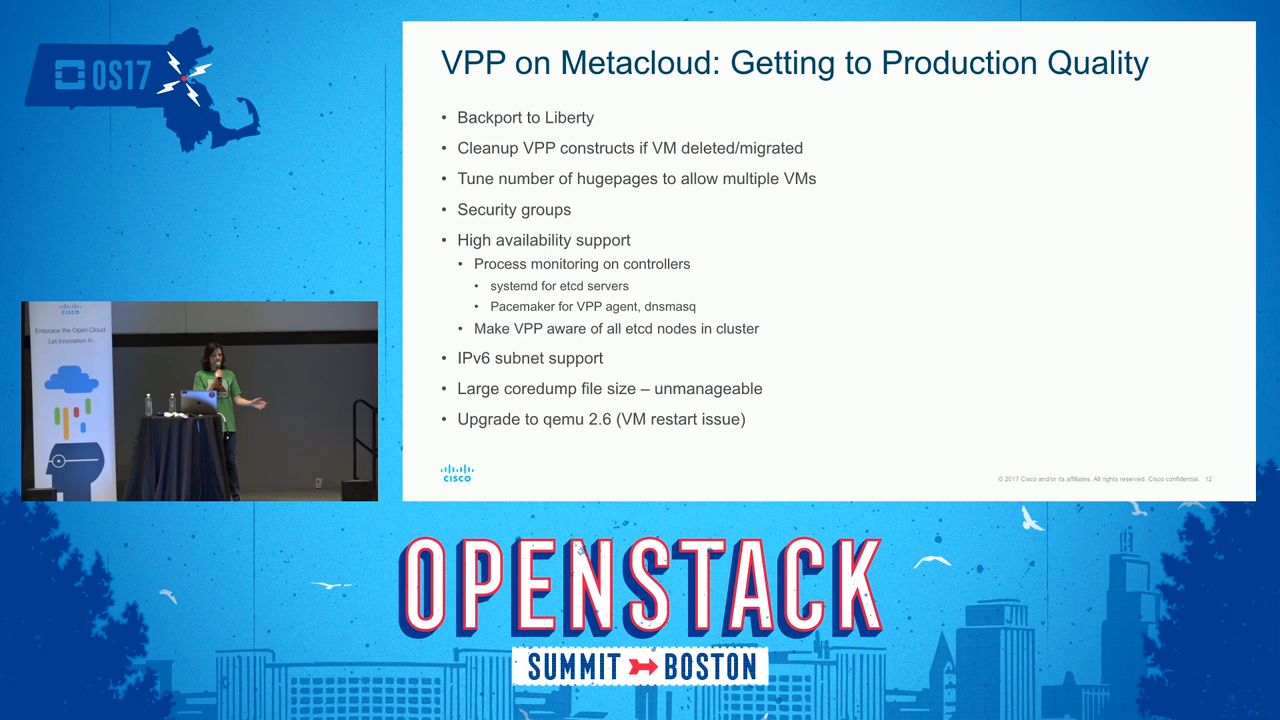 OS17
VPP on Metacloud: Getting to Production Quality
• Backport to Liberty
• Cleanup VPP constructs if VM deleted/migrated
• Tune number of hugepages to allow multiple VMs
• Security groups
• High availability support
• Process monitoring on controllers
• systemd for etcd servers
• Pacemaker for VPP agent, dnsmasq
• Make VPP aware of all etcd nodes in cluster
• IPv6 subnet support
• Large coredump file size – unmanageable
• Upgrade to qemu 2.6 (VM restart issue)
CISCO
© 2017 Cisco and/or its affiliates. All rights reserved. Cisco confidential. 12
CISCO
Embrace the Open Cloud.
Let Innovation In.
OPENSTACK
SUMMIT BOSTON